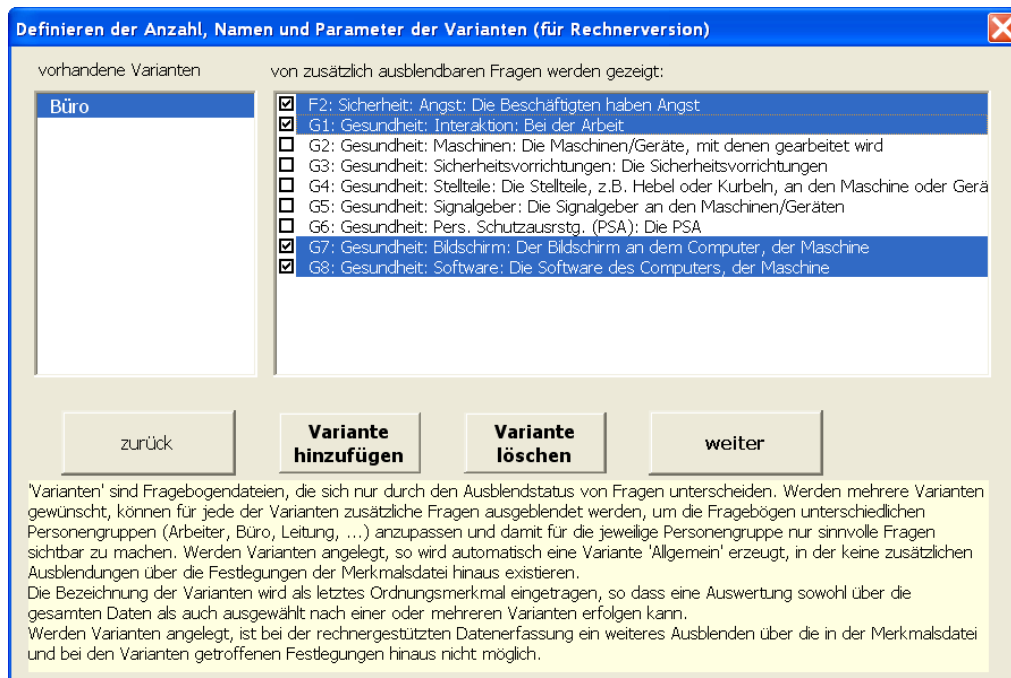 Definieren der Anzahl, Namen und Parameter der Varianten (für Rechnerversion)
vorhandene Varianten
von zusätzlich ausblendbaren Fragen werden gezeigt:
Büro
F2: Sicherheit: Angst: Die Beschäftigten haben Angst
G1: Gesundheit: Interaktion: Bei der Arbeit
G2: Gesundheit: Maschinen: Die Maschinen/Geräte, mit denen gearbeitet wird
G3: Gesundheit: Sicherheitsvorrichtungen: Die Sicherheitsvorrichtungen
G4: Gesundheit: Stellteile: Die Stellteile, z.B. Hebel oder Kurbeln, an den Maschine oder Gerä
G5: Gesundheit: Signalgeber: Die Signalgeber an den Maschinen/Geräten
G6: Gesundheit: Pers. Schutzausrstg. (PSA): Die PSA
G7: Gesundheit: Bildschirm: Der Bildschirm an dem Computer, der Maschine
G8: Gesundheit: Software: Die Software des Computers, der Maschine
zurück
Variante
hinzufügen
Variante
löschen
weiter
'Varianten' sind Fragebogendateien, die sich nur durch den Ausblendstatus von Fragen unterscheiden. Werden mehrere Varianten
gewünscht, können für jede der Varianten zusätzliche Fragen ausgeblendet werden, um die Fragebögen unterschiedlichen
Personengruppen (Arbeiter, Büro, Leitung, ...) anzupassen und damit für die jeweilige Personengruppe nur sinnvolle Fragen
sichtbar zu machen. Werden Varianten angelegt, so wird automatisch eine Variante 'Allgemein' erzeugt, in der keine zusätzlichen
Ausblendungen über die Festlegungen der Merkmalsdatei hinaus existieren.
Die Bezeichnung der Varianten wird als letztes Ordnungsmerkmal eingetragen, so dass eine Auswertung sowohl über die
gesamten Daten als auch ausgewählt nach einer oder mehreren Varianten erfolgen kann.
Werden Varianten angelegt, ist bei der rechnergestützten Datenerfassung ein weiteres Ausblenden über die in der Merkmalsdatei
und bei den Varianten getroffenen Festlegungen hinaus nicht möglich.